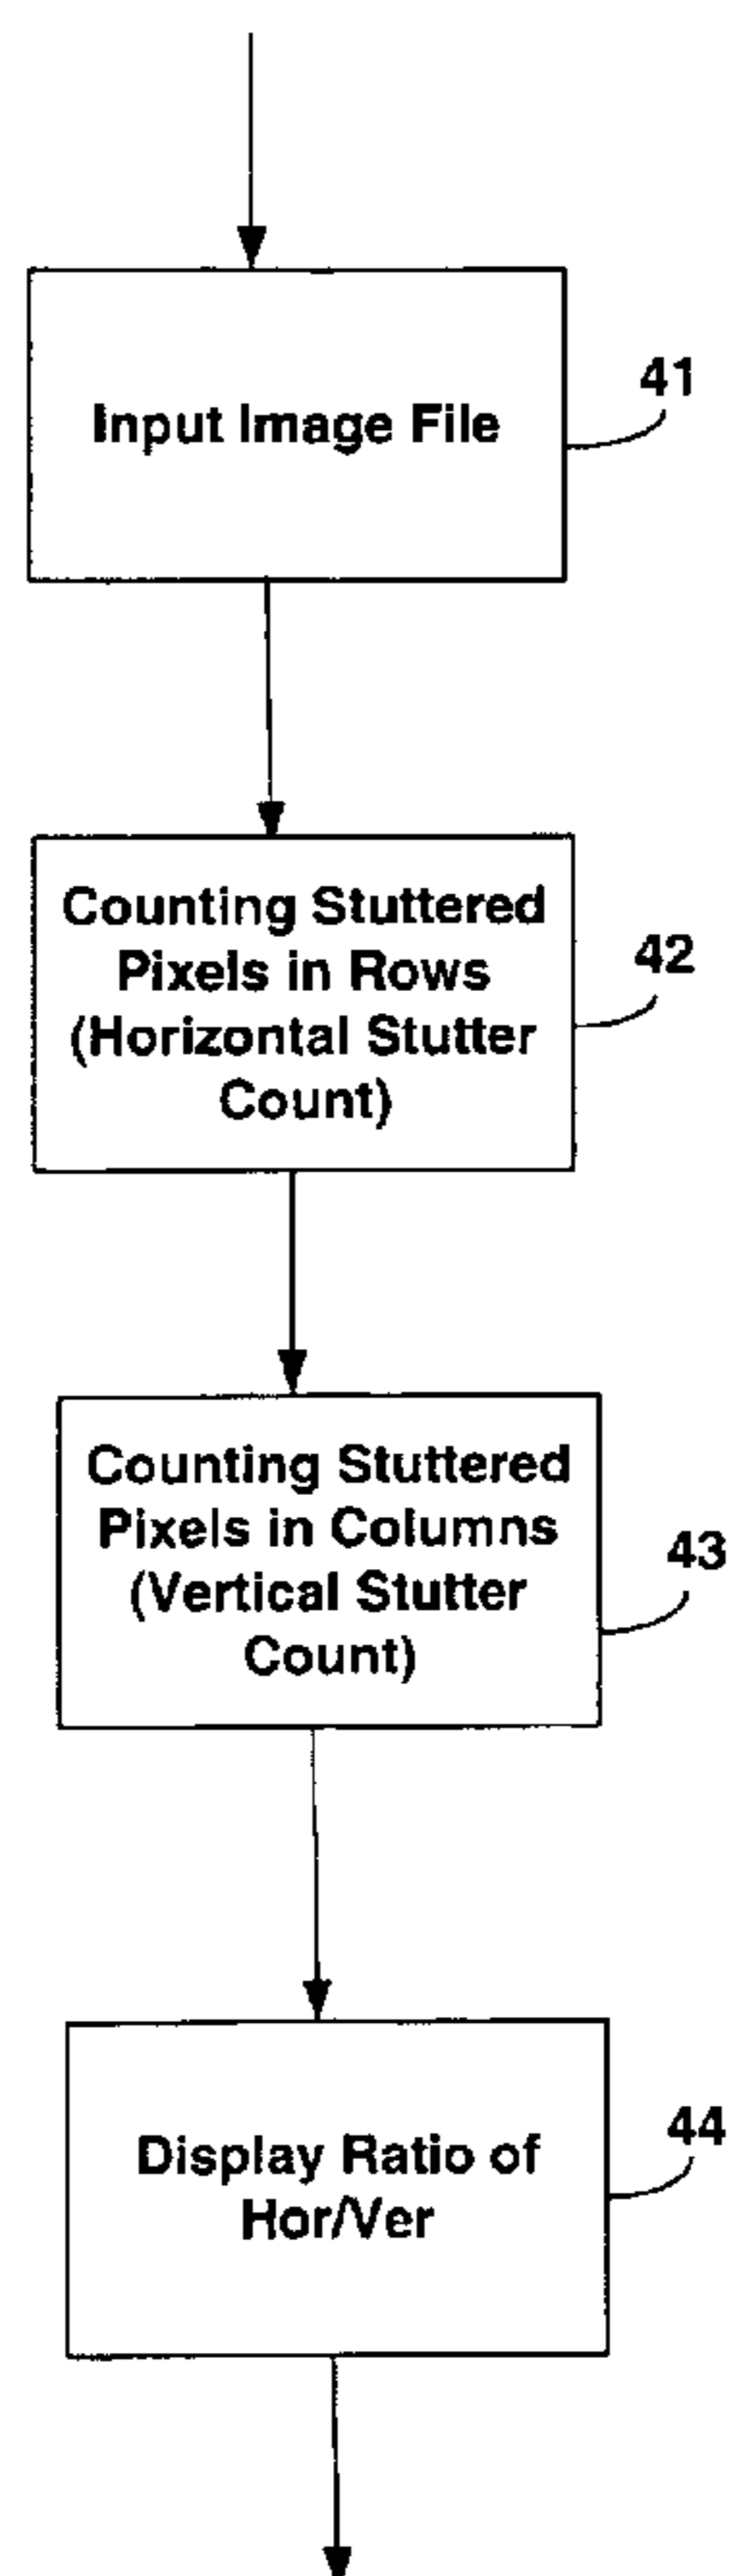 Input Image File
41
Counting Stuttered
Pixels in Rows
(Horizontal Stutter
Count)
42
Counting Stuttered
Pixels in Columns
(Vertical Stutter
Count)
43
Display Ratio of
Hor/Ver
44